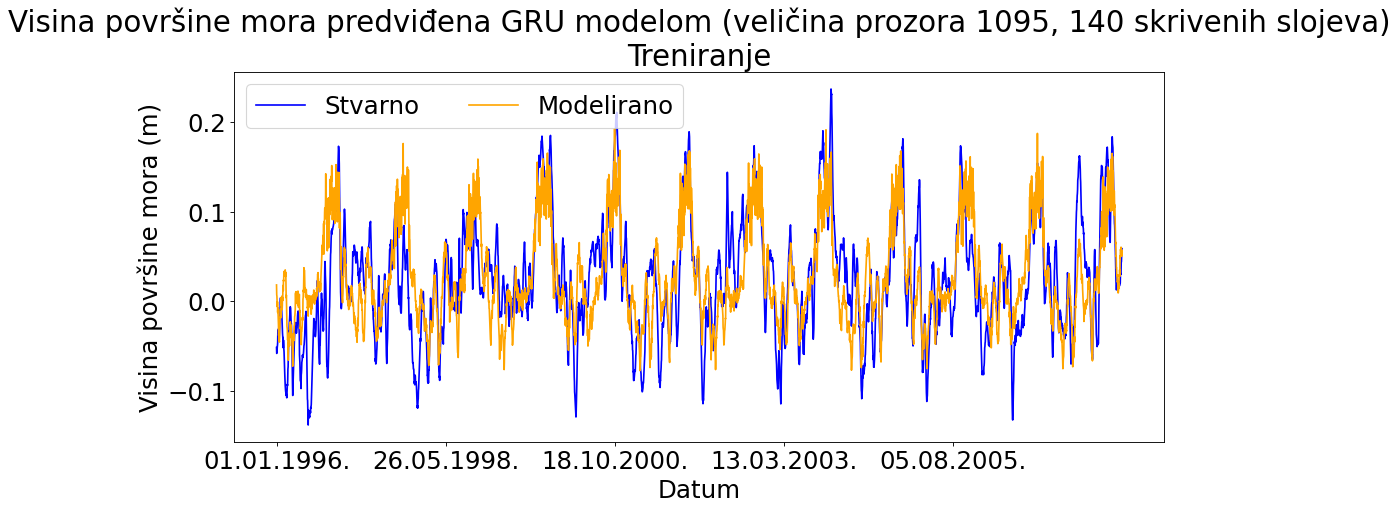 Visina površine mora predviđena GRU modelom (veličina prozora 1095, 140 skrivenih slojeva)
Treniranje
Stvarno Modelirano
Visina površine mora (m)
0.2
0.1
0.0
−0.1
01.01.1996. 26.05.1998. 18.10.2000. 13.03.2003. 05.08.2005.
Datum